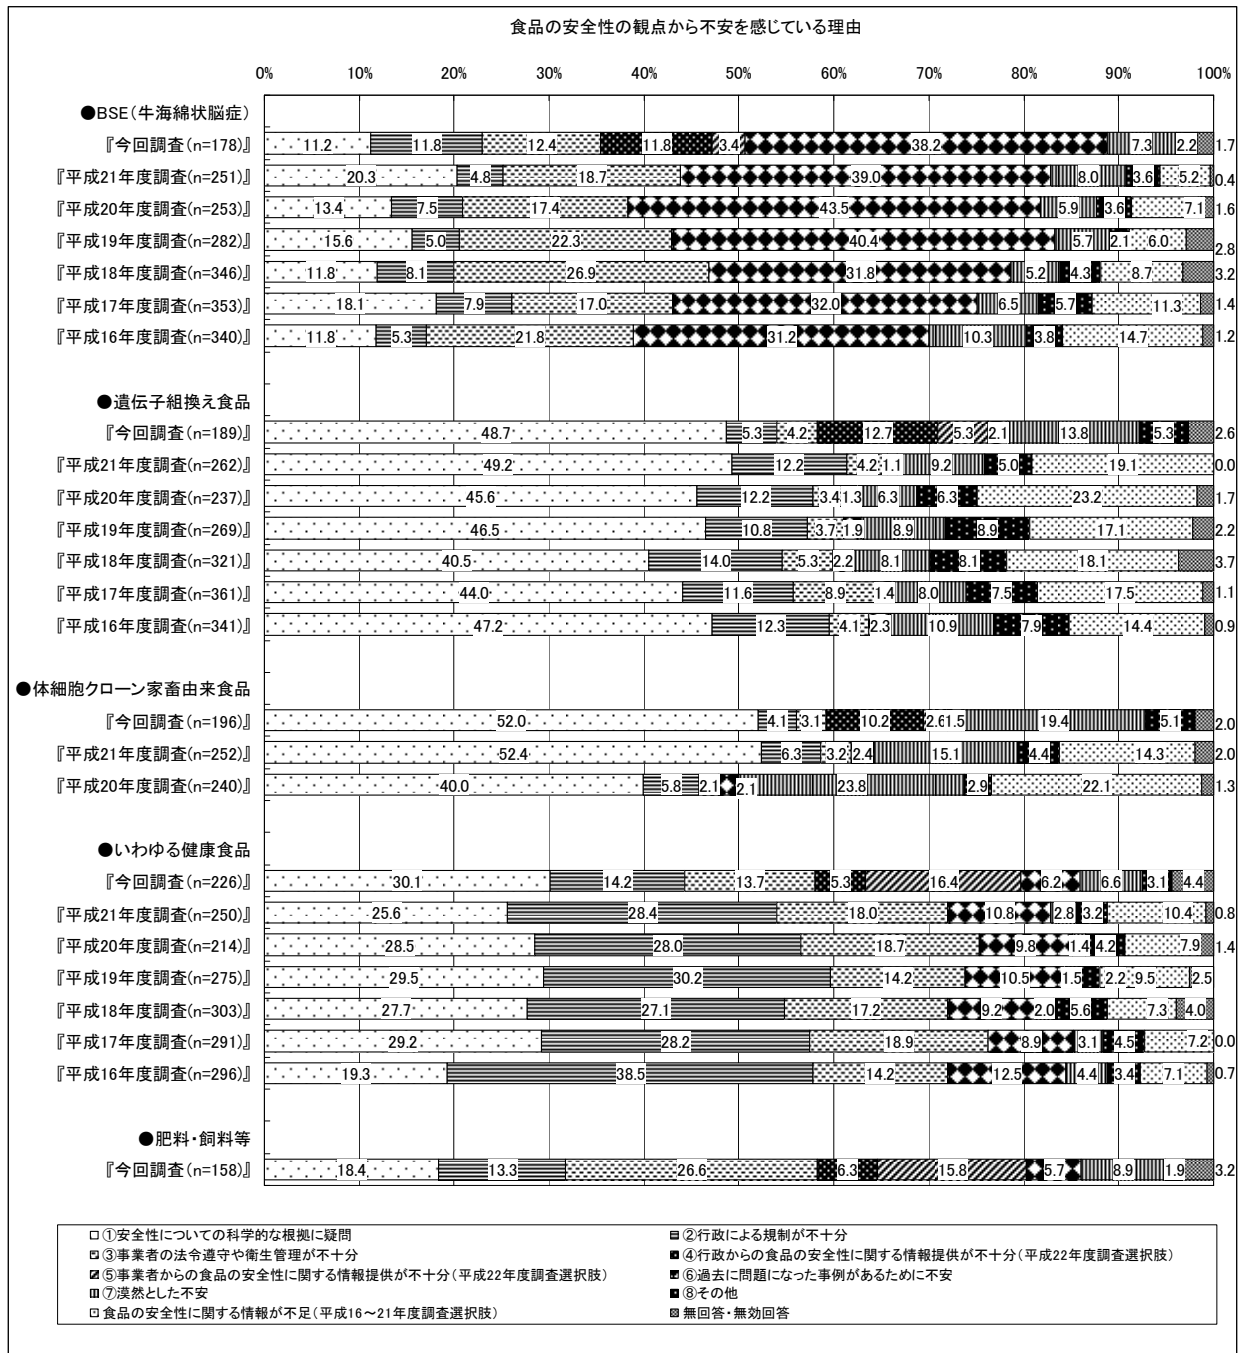 食品の安全性の観点から不安を感じている理由
0% 10% 20% 30% 40% 50% 60% 70% 80% 90% 100%
●BSE(牛海綿状脳症)
『今回調査(n=178)』 11.2 11.8 12.4 11.8 3.4 38.2 7.3 2.2 1.7
『平成21年度調査(n=251)』 20.3 4.8 18.7 39.0 8.0 3.6 5.2 0.4
『平成20年度調査(n=253)』 13.4 7.5 17.4 43.5 5.9 3.6 7.1 1.6
『平成19年度調査(n=282)』 15.6 5.0 22.3 40.4 5.7 2.1 6.0 2.8
『平成18年度調査(n=346)』 11.8 8.1 26.9 31.8 5.2 4.3 8.7 3.2
『平成17年度調査(n=353)』 18.1 7.9 17.0 32.0 6.5 5.7 11.3 1.4
『平成16年度調査(n=340)』 11.8 5.3 21.8 31.2 10.3 3.8 14.7 1.2
●遺伝子組換え食品
『今回調査(n=189)』 48.7 5.3 4.2 12.7 5.3 2.1 13.8 5.3 2.6
『平成21年度調査(n=262)』 49.2 12.2 4.2 1.1 9.2 5.0 19.1 0.0
『平成20年度調査(n=237)』 45.6 12.2 3.4 1.3 6.3 6.3 23.2 1.7
『平成19年度調査(n=269)』 46.5 10.8 3.7 1.9 8.9 8.9 17.1 2.2
『平成18年度調査(n=321)』 40.5 14.0 5.3 2.2 8.1 8.1 18.1 3.7
『平成17年度調査(n=361)』 44.0 11.6 8.9 1.4 8.0 7.5 17.5 1.1
『平成16年度調査(n=341)』 47.2 12.3 4.1 2.3 10.9 7.9 14.4 0.9
●体細胞クローン家畜由来食品
『今回調査(n=196)』 52.0 4.1 3.1 10.2 2.6 1.5 19.4 5.1 2.0
『平成21年度調査(n=252)』 52.4 6.3 3.2 2.4 15.1 4.4 14.3 2.0
『平成20年度調査(n=240)』 40.0 5.8 2.1 2.1 23.8 2.9 22.1 1.3
●いわゆる健康食品
『今回調査(n=226)』 30.1 14.2 13.7 5.3 16.4 6.2 6.6 3.1 4.4
『平成21年度調査(n=250)』 25.6 28.4 18.0 10.8 2.8 3.2 10.4 0.8
『平成20年度調査(n=214)』 28.5 28.0 18.7 9.8 1.4 4.2 7.9 1.4
『平成19年度調査(n=275)』 29.5 30.2 14.2 10.5 1.5 2.2 9.5 2.5
『平成18年度調査(n=303)』 27.7 27.1 17.2 9.2 2.0 5.6 7.3 4.0
『平成17年度調査(n=291)』 29.2 28.2 18.9 8.9 3.1 4.5 7.2 0.0
『平成16年度調査(n=296)』 19.3 38.5 14.2 12.5 4.4 3.4 7.1 0.7
●肥料・飼料等
『今回調査(n=158)』 18.4 13.3 26.6 6.3 15.8 5.7 8.9 1.9 3.2
①安全性についての科学的な根拠に疑問 ②行政による規制が不十分
③事業者の法令遵守や衛生管理が不十分 ④行政からの食品の安全性に関する情報提供が不十分(平成22年度調査選択肢)
⑤事業者からの食品の安全性に関する情報提供が不十分(平成22年度調査選択肢) ⑥過去に問題になった事例があるために不安
⑦漠然とした不安 ⑧その他
食品の安全性に関する情報が不足(平成16～21年度調査選択肢) 無回答・無効回答